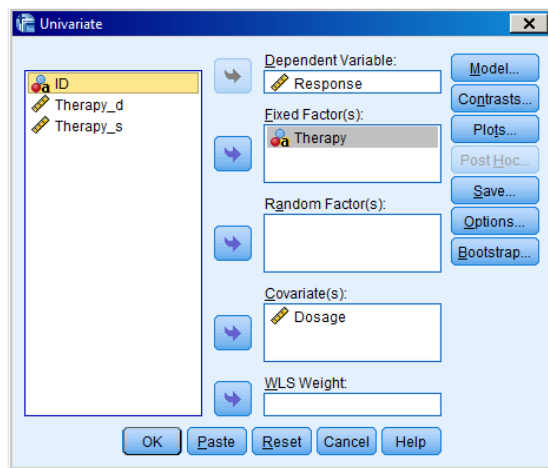 Univariate
ID
Therapy_d
Therapy_s
Dependent Variable:
Response
Fixed Factor(s):
Therapy
Random Factor(s):
Covariate(s):
Dosage
WLS Weight:
Model...
Contrasts...
Plots...
Post Hoc...
Save...
Options...
Bootstrap...
OK Paste Reset Cancel Help